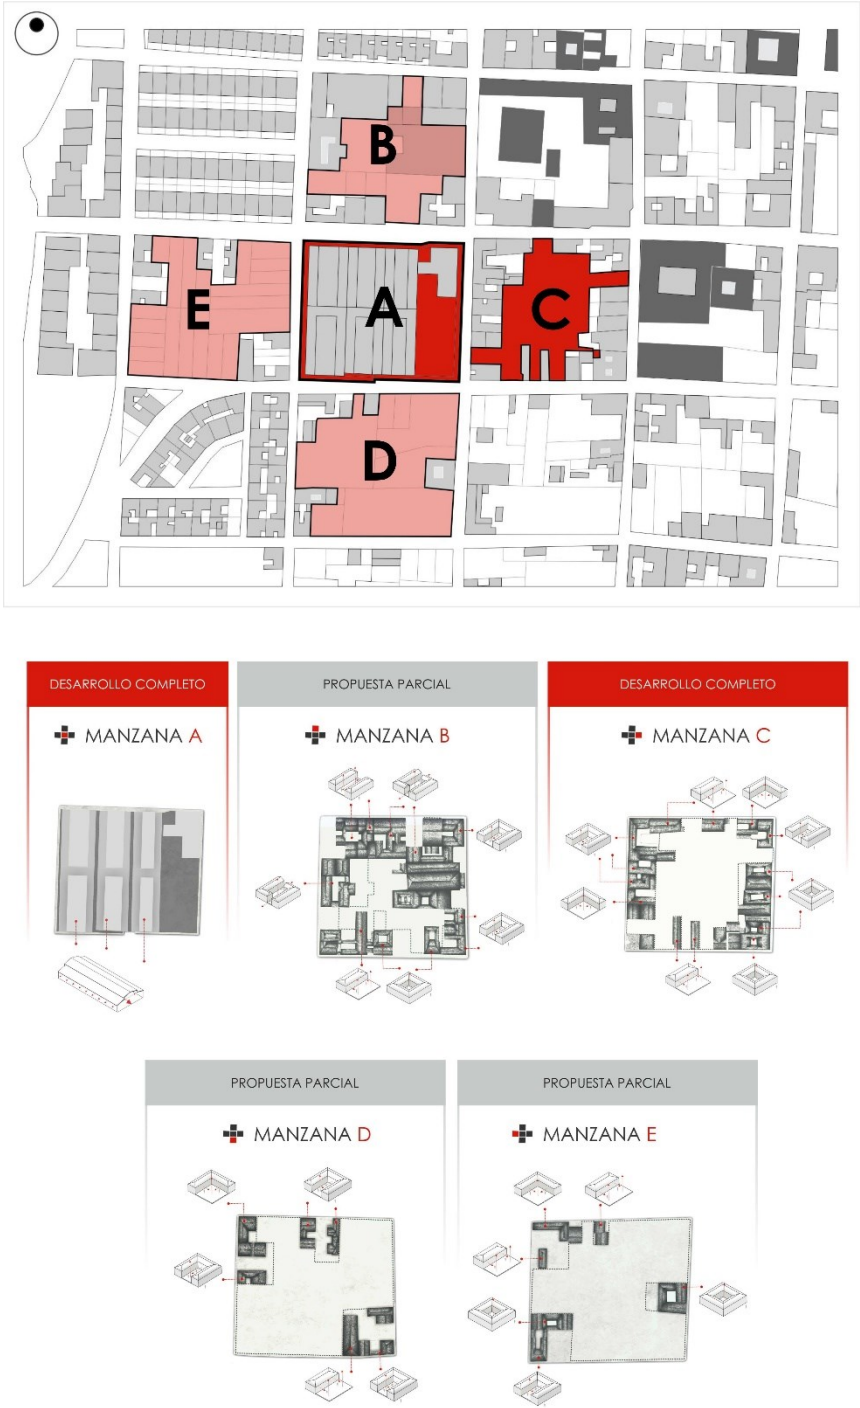 B
E
A
C
D
DESARROLLO COMPLETO
PROPUESTA PARCIAL
DESARROLLO COMPLETO
MANZANA A
MANZANA B
MANZANA C
PROPUESTA PARCIAL
PROPUESTA PARCIAL
MANZANA D
MANZANA E